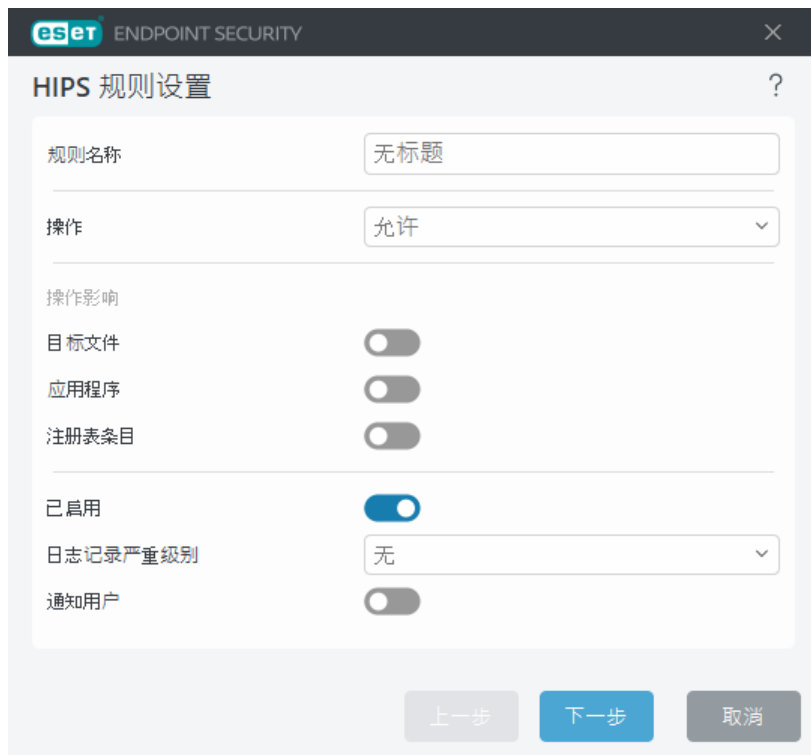 eset ENDPOINT SECURITY
HIPS 规则设置
?
规则名称 无标题
操作 允许
操作影响
目标文件
应用程序
注册表条目
已启用
日志记录严重级别 无
通知用户
上一步 下一步 取消